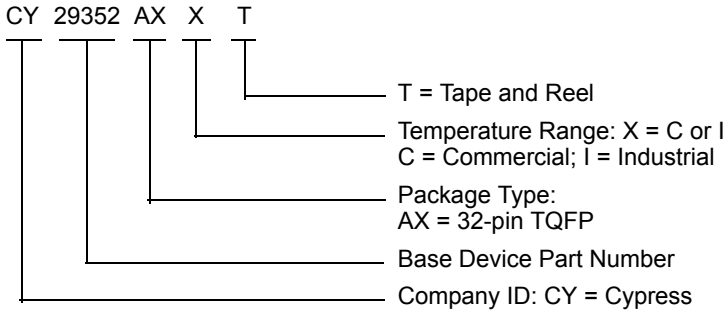 CY 29352 AX X T
T = Tape and Reel
Temperature Range: X = C or I
C = Commercial; I = Industrial
Package Type:
AX = 32-pin TQFP
Base Device Part Number
Company ID: CY = Cypress